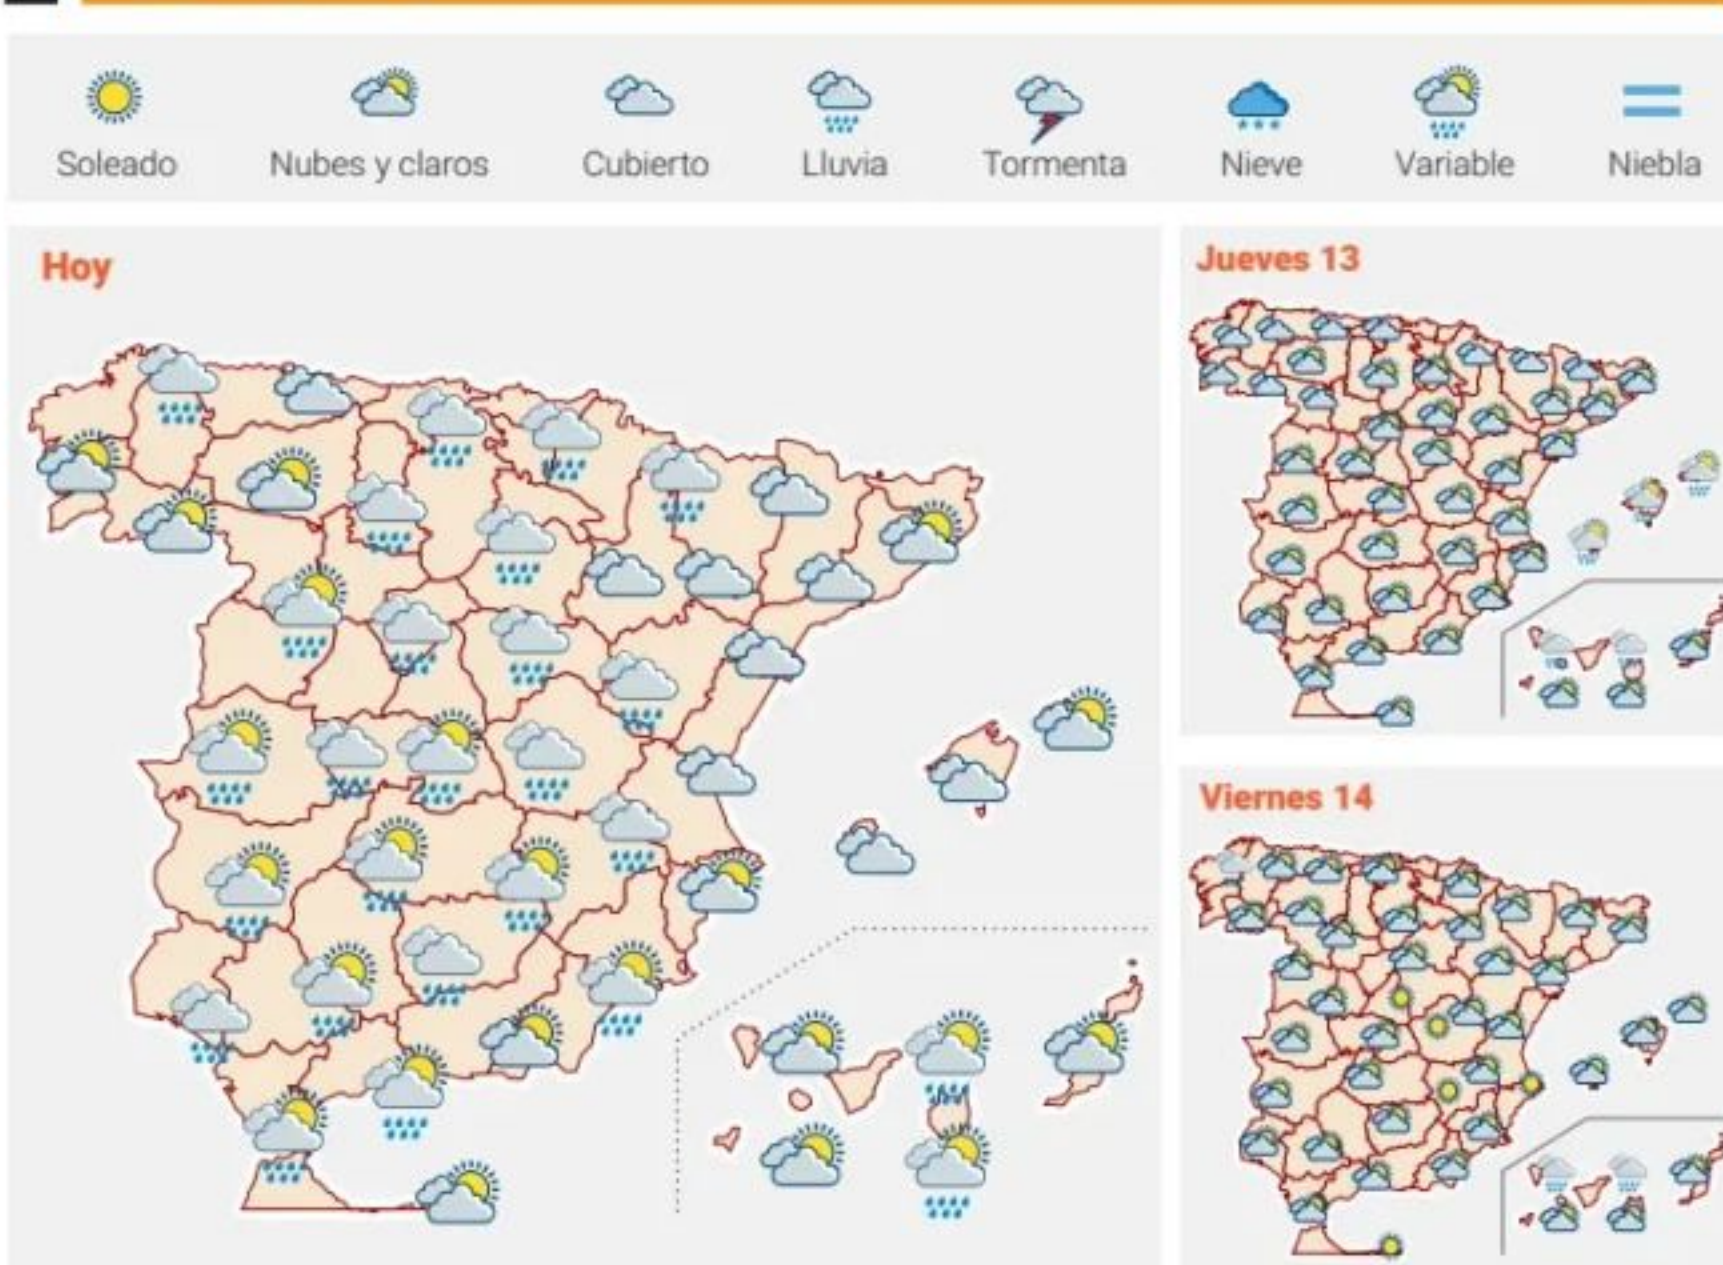 Soleado Nubes y claros Cubierto Lluvia Tormenta Nieve Variable Niebla
Hoy
Jueves 13
Viernes 14